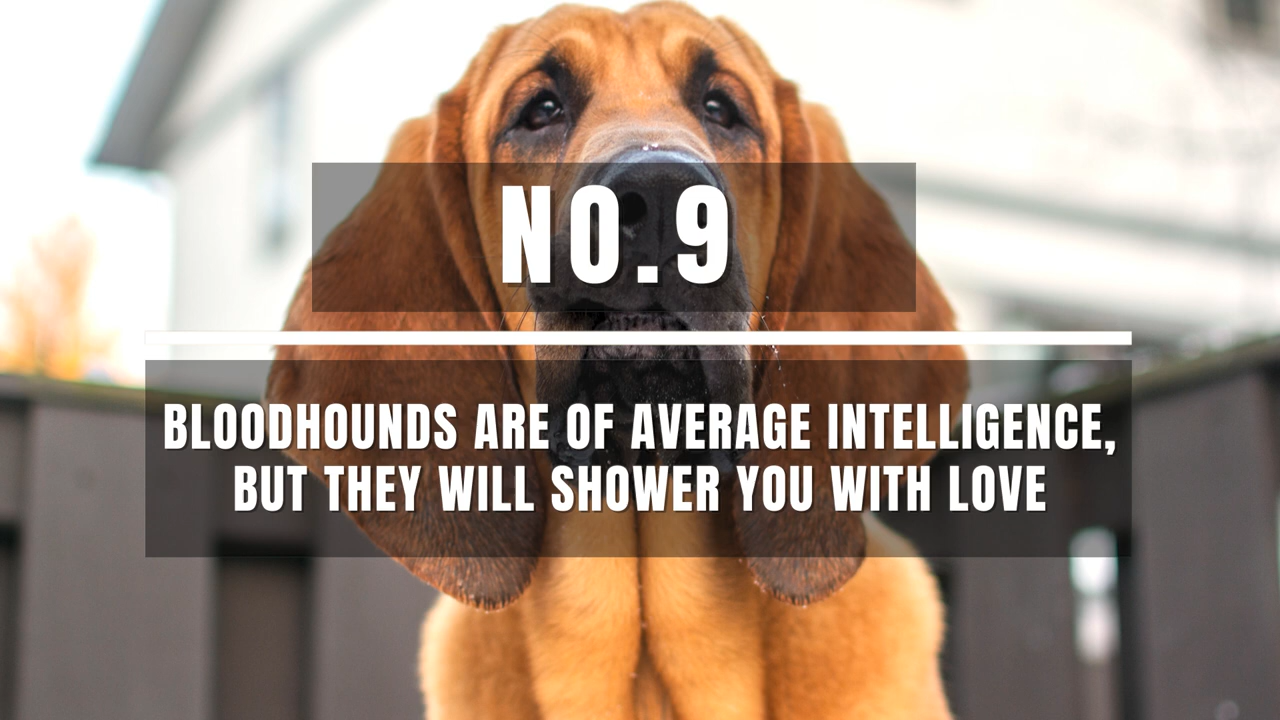 NO.9
BLOODHOUNDS ARE OF AVERAGE INTELLIGENCE,
BUT THEY WILL SHOWER YOU WITH LOVE